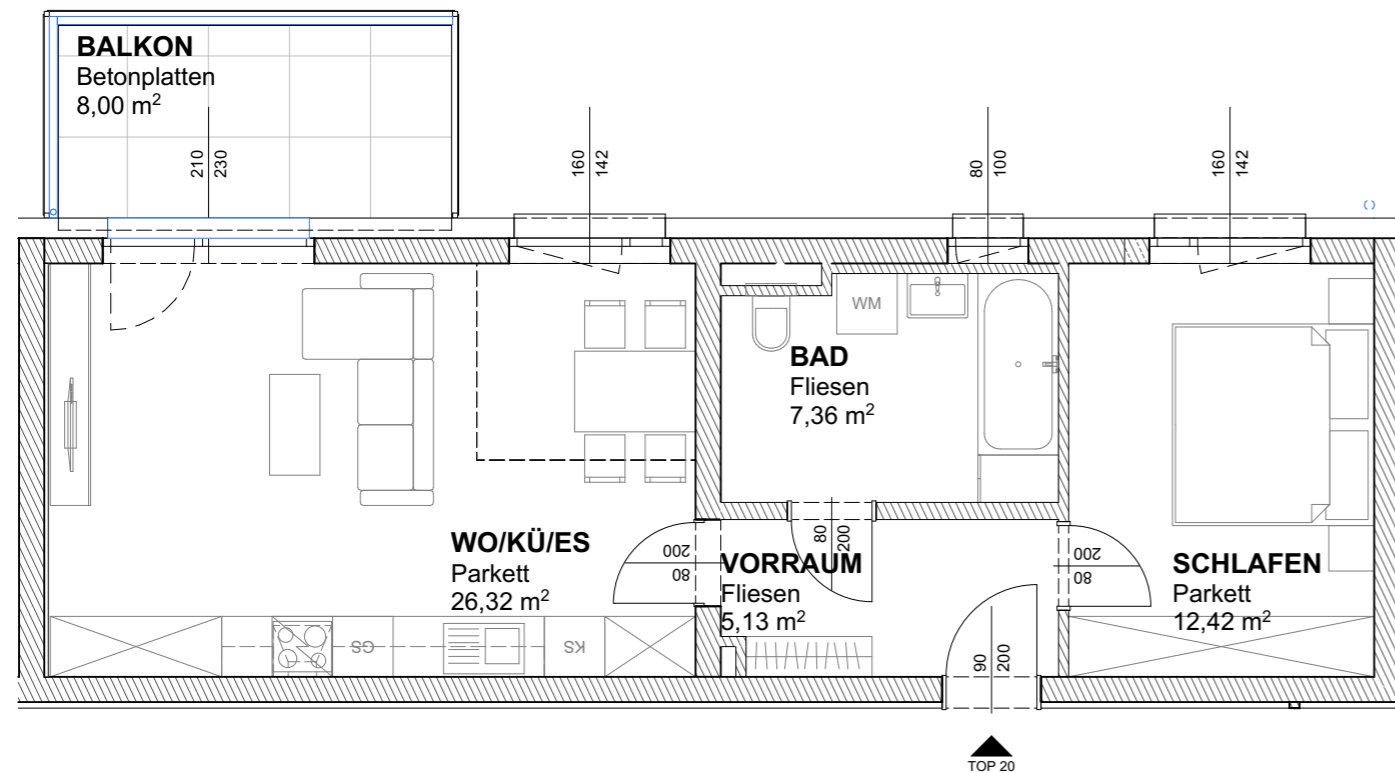 BALKON
Betonplatten
8,00 m²
210
230
160
142
80
100
160
142
WM
BAD
Fliesen
7,36 m²
WO/KÜ/ES
Parkett
26,32 m²
200
80
VORRAUM
Fliesen
5,13 m²
80
200
200
80
SCHLAFEN
Parkett
12,42 m²
GS
KS
90
200
TOP 20